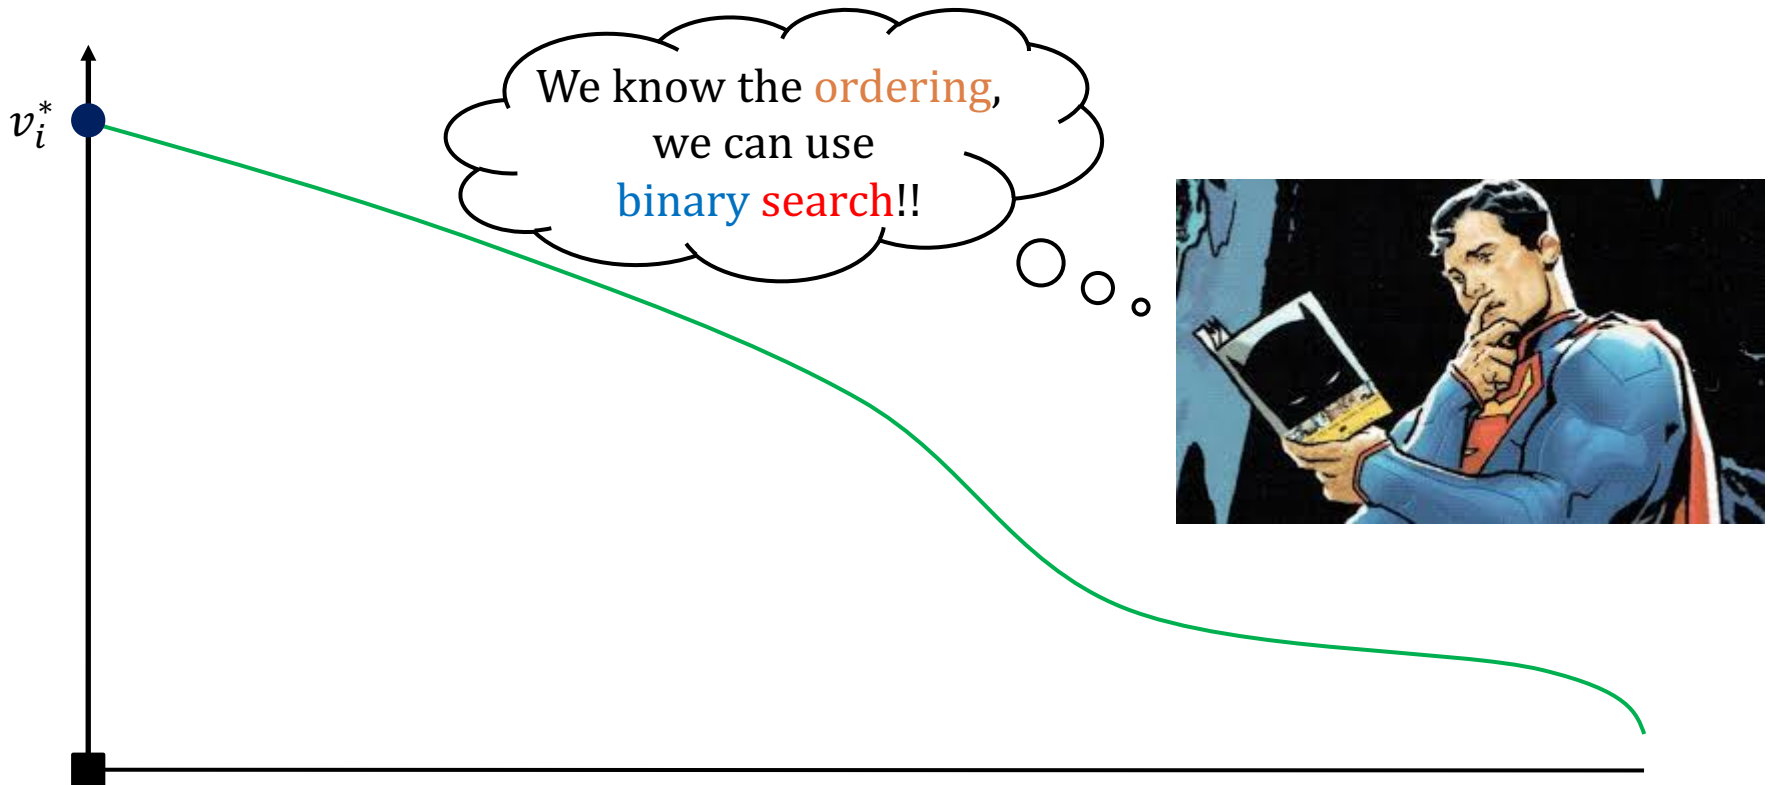 We know the ordering,
we can use
binary search!!
v_i^*